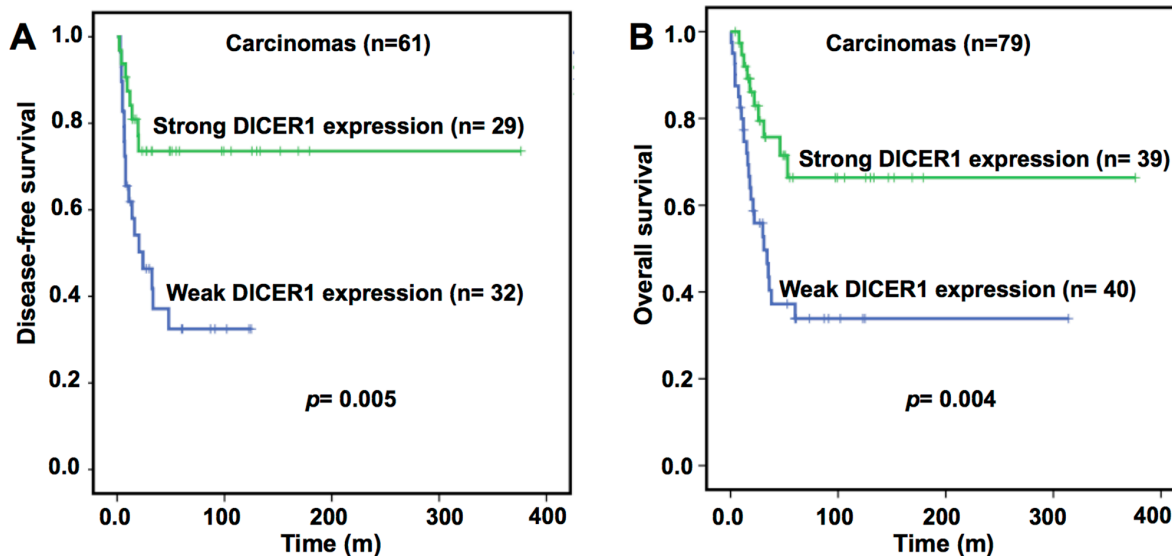 A
Carcinomas (n=61)
Strong DICER1 expression (n= 29)
Weak DICER1 expression (n= 32)
p= 0.005
Disease-free survival
1.0
0.8
0.6
0.4
0.2
0.0
0.0 100 200 300 400
Time (m)
B
Carcinomas (n=79)
Strong DICER1 expression (n= 39)
Weak DICER1 expression (n= 40)
p= 0.004
Overall survival
1.0
0.8
0.6
0.4
0.2
0.0
0.0 100 200 300 400
Time (m)